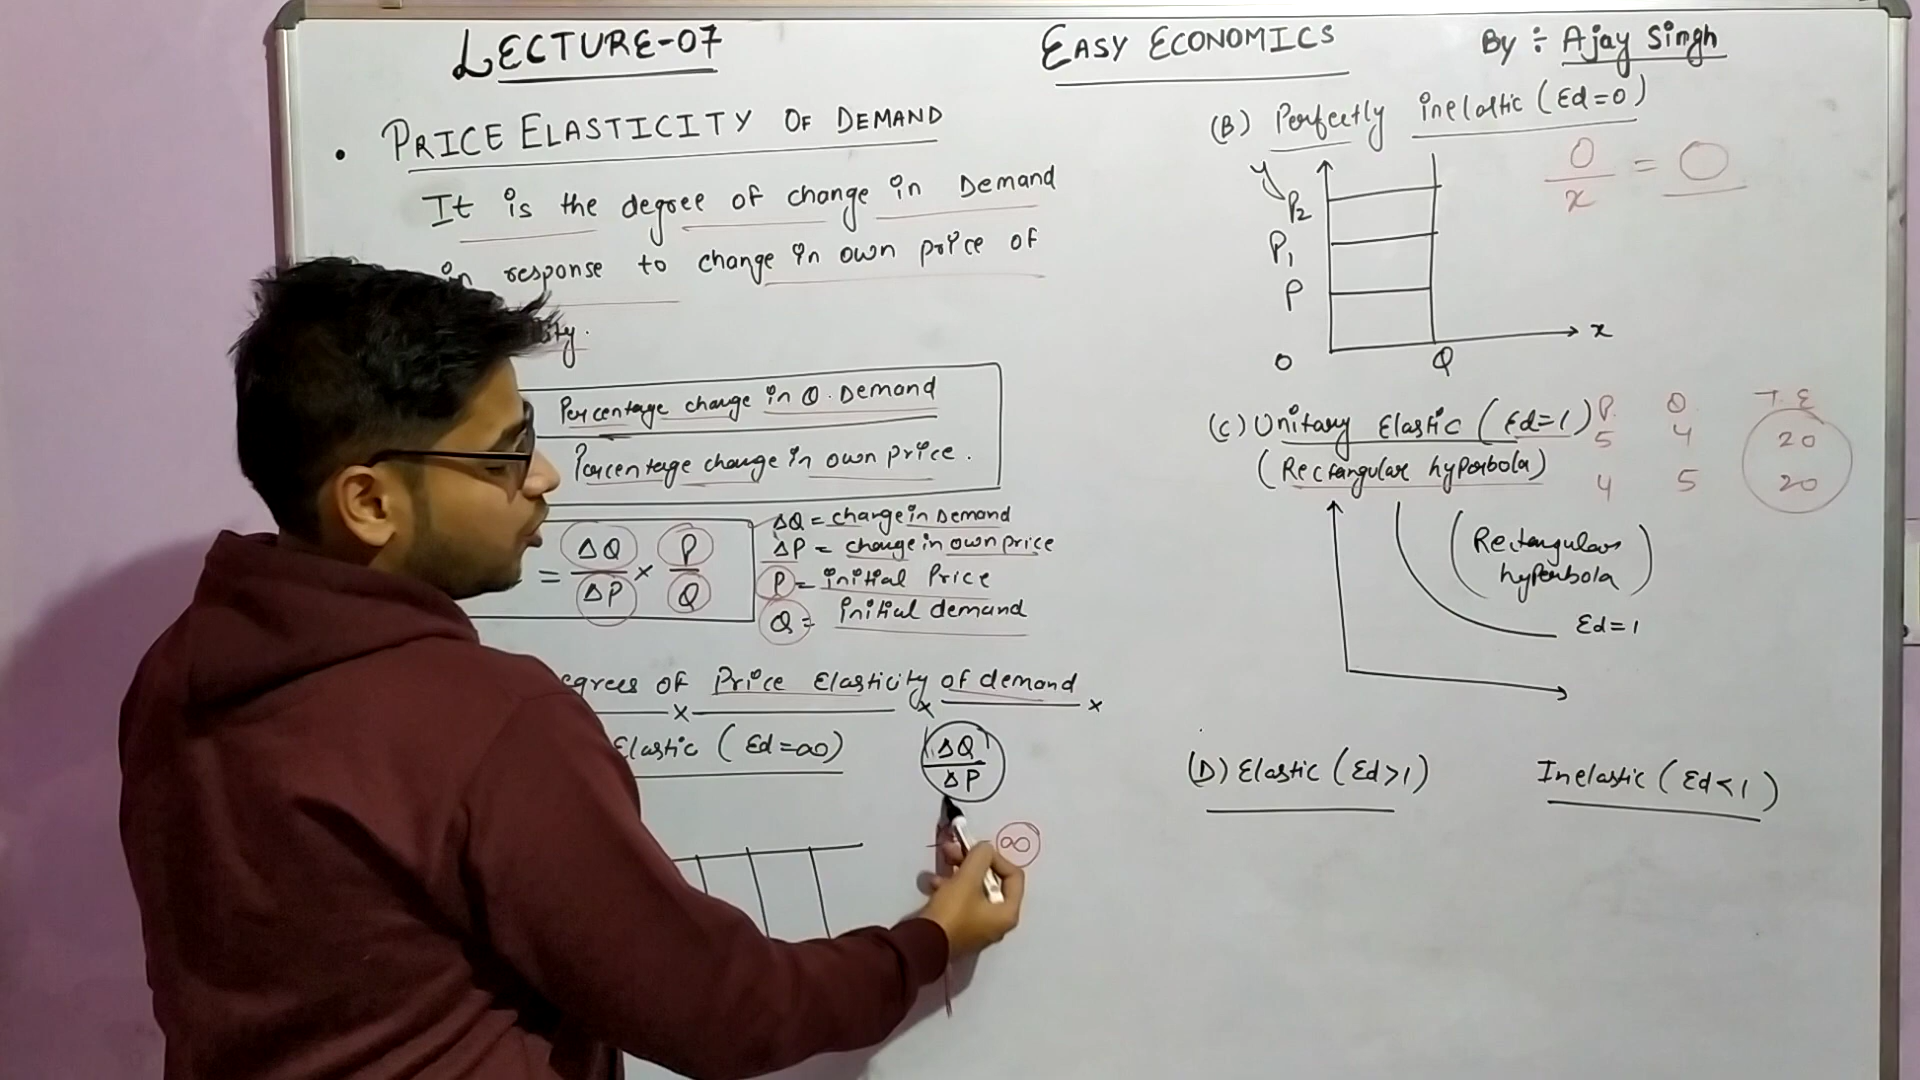 LECTURE-07
EASY ECONOMICS
By ÷ Ajay Singh
• PRICE ELASTICITY OF DEMAND
It is the degree of change in Demand
in response to change in own price of
Percentage change in Q. Demand
Percentage change in own price.
= ΔQ/ΔP × P/Q
ΔQ = change in Demand
ΔP = change in own price
P = initial Price
Q = initial demand
of Price Elasticity of demand
Elastic (Ed=∞)
ΔQ
ΔP
∞
(B) Perfectly inelastic (Ed=0)
0/x = 0
y
P2
P1
P
O
Q
x
(C) Unitary Elastic (Ed=1)
(Rectangular hyperbola)
P. Q. T.E
5 4 20
4 5 20
(Rectangular
hyperbola)
Ed=1
(D) Elastic (Ed>1)
Inelastic (Ed<1)